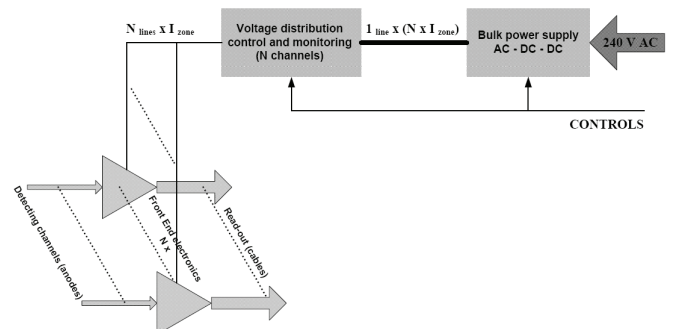 N lines x I zone
Voltage distribution
control and monitoring
(N channels)
1 line x (N x I zone)
Bulk power supply
AC - DC - DC
240 V AC
CONTROLS
Detecting channels (anodes)
Front End electronics
N x
Read-out (cables)